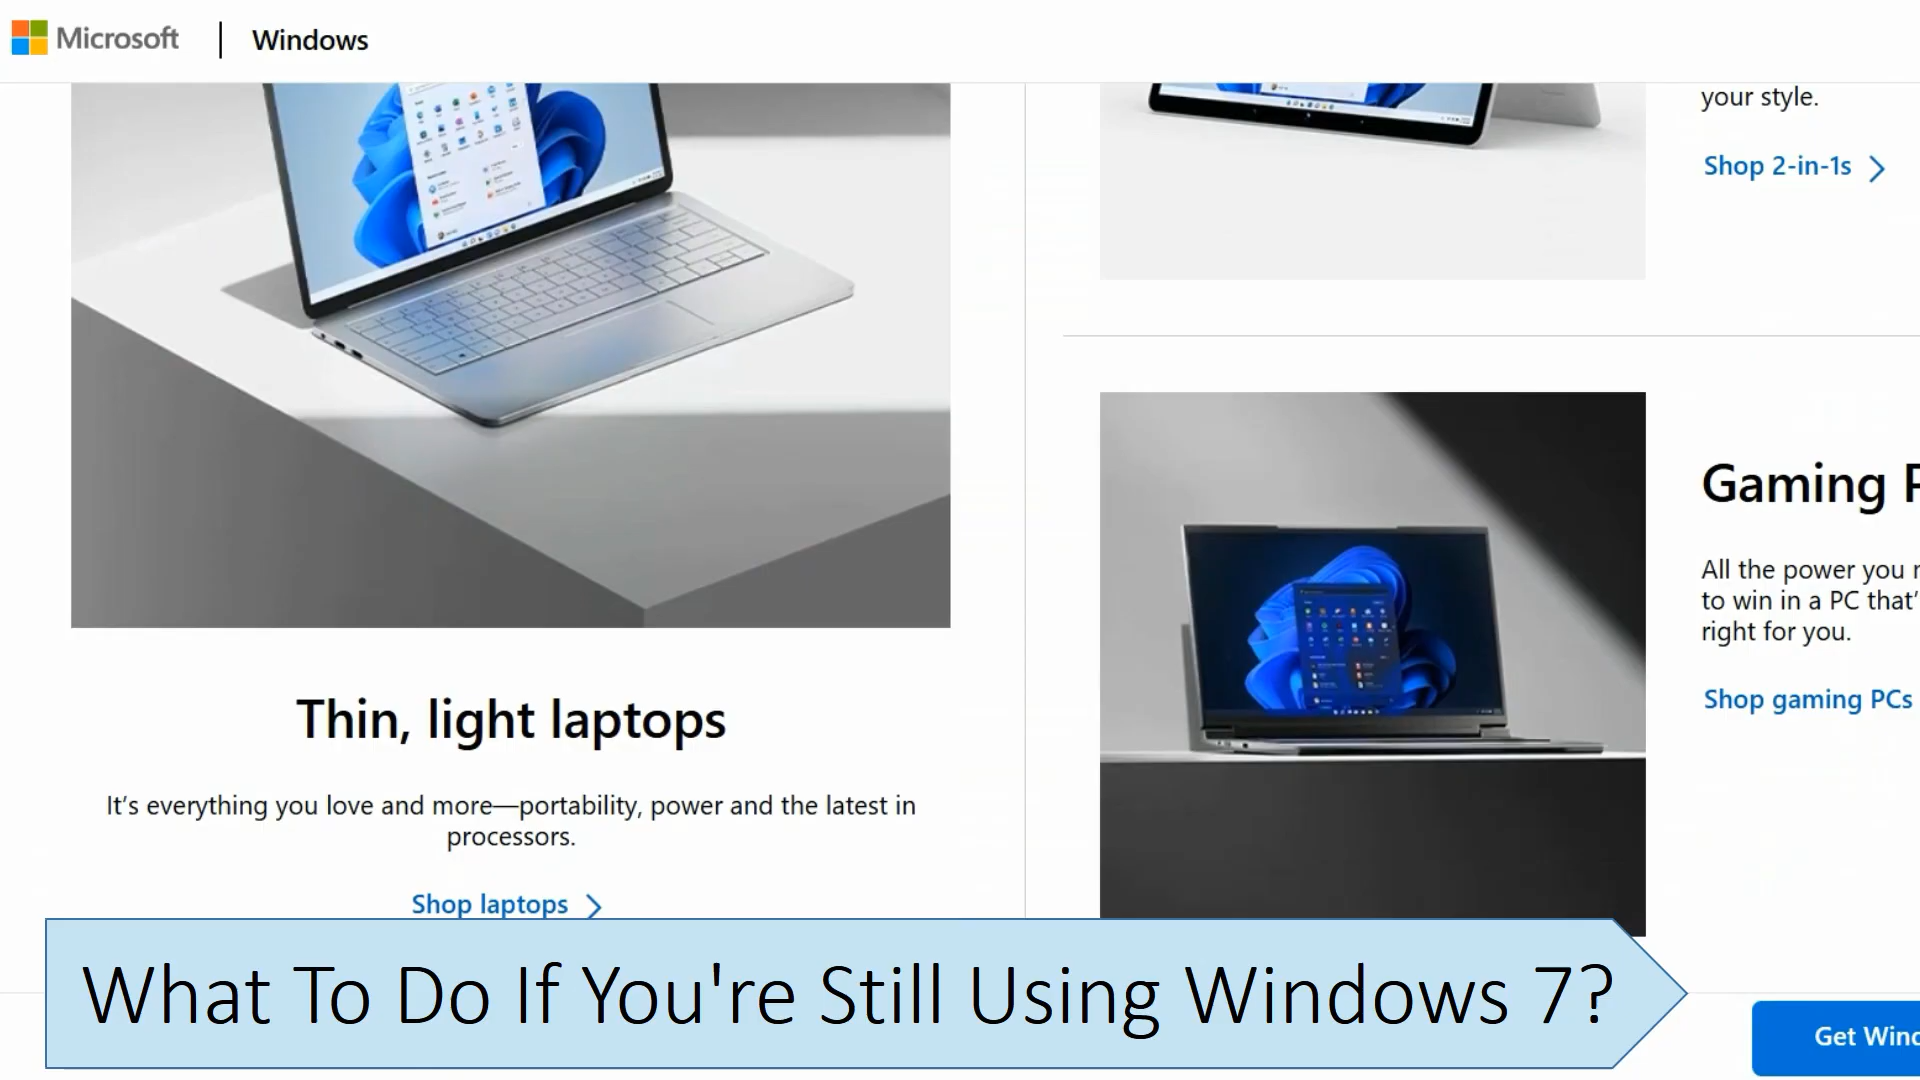 Microsoft
Windows
your style.
Shop 2-in-1s
Gaming
All the power you
to win in a PC that'
right for you.
Shop gaming PCs
Thin, light laptops
It's everything you love and more—portability, power and the latest in
processors.
Shop laptops
What To Do If You're Still Using Windows 7?
Get